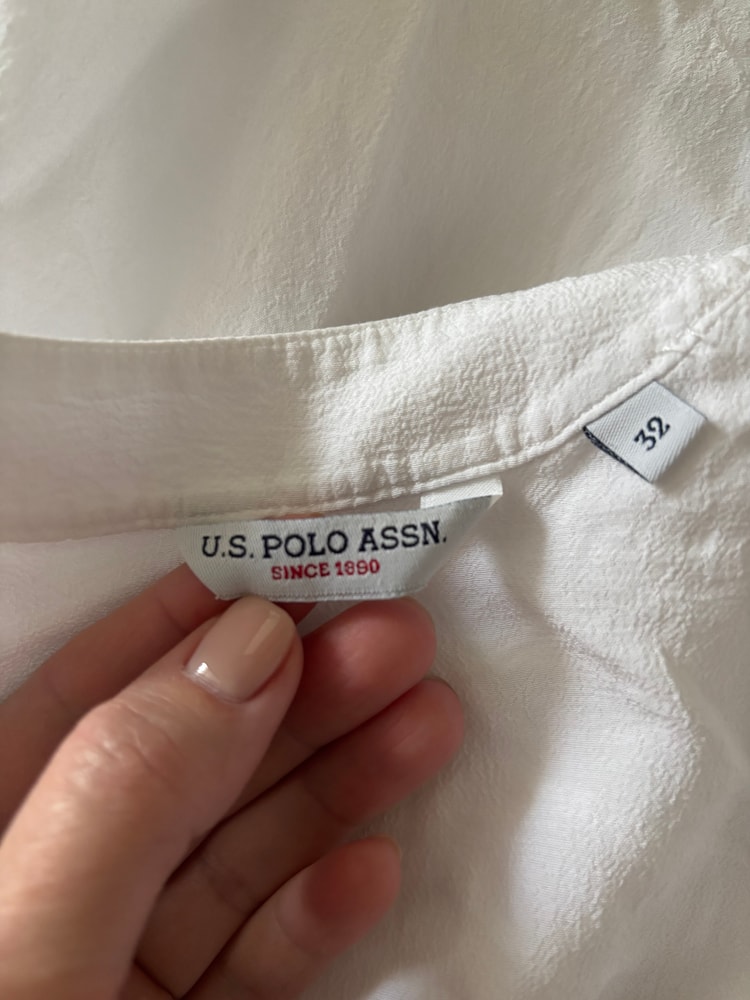 U.S. POLO ASSN.
SINCE 1890
32